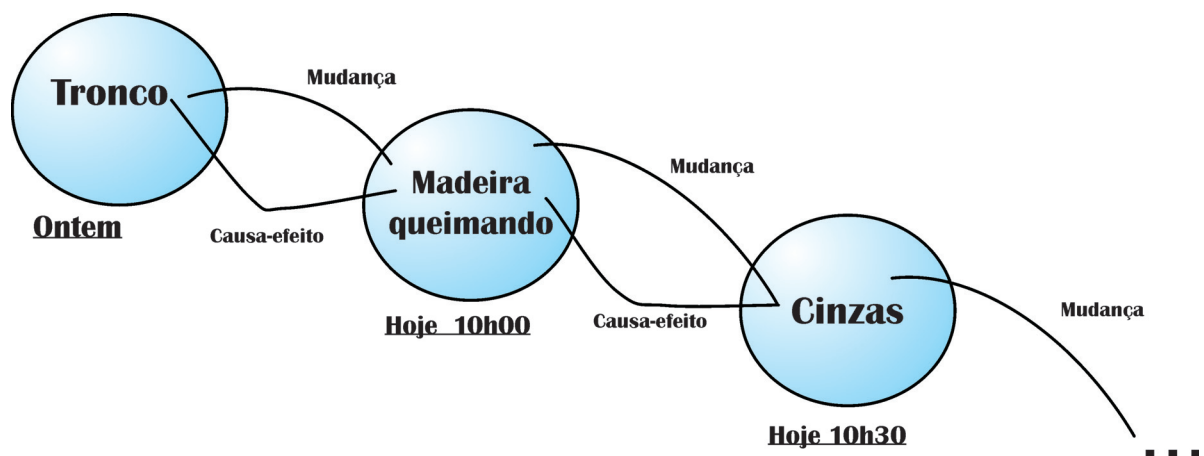 Tronco
Mudança
Ontem
Causa-efeito
Madeira
queimando
Mudança
Hoje 10h00
Causa-efeito
Cinzas
Mudança
Hoje 10h30
...